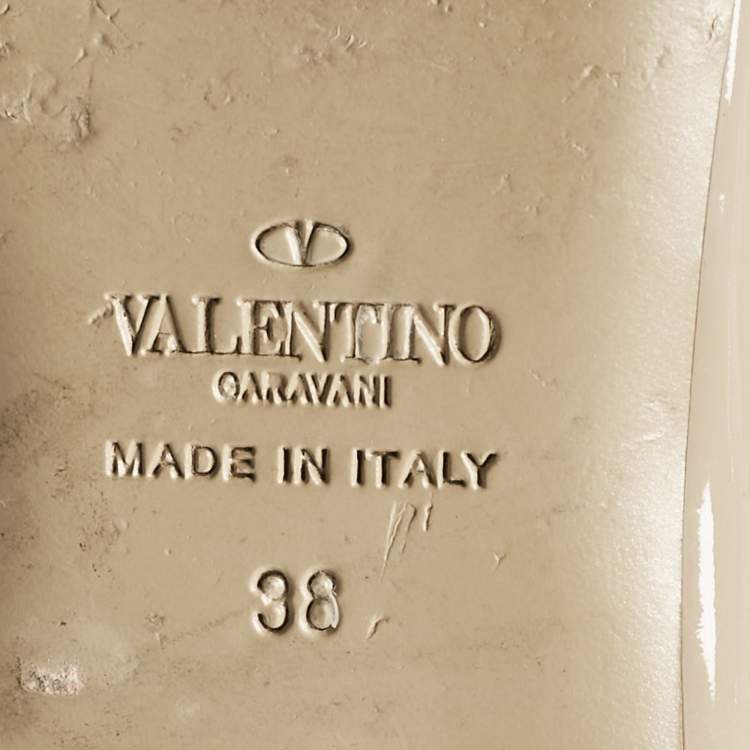 V
VALENTINO
GARAVANI
MADE IN ITALY
38